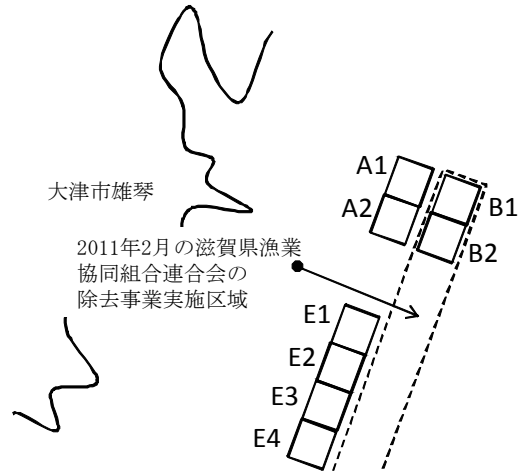 A1
A2
B1
B2
大津市雄琴
2011年2月の滋賀県漁業
協同組合連合会の
除去事業実施区域
E1
E2
E3
E4